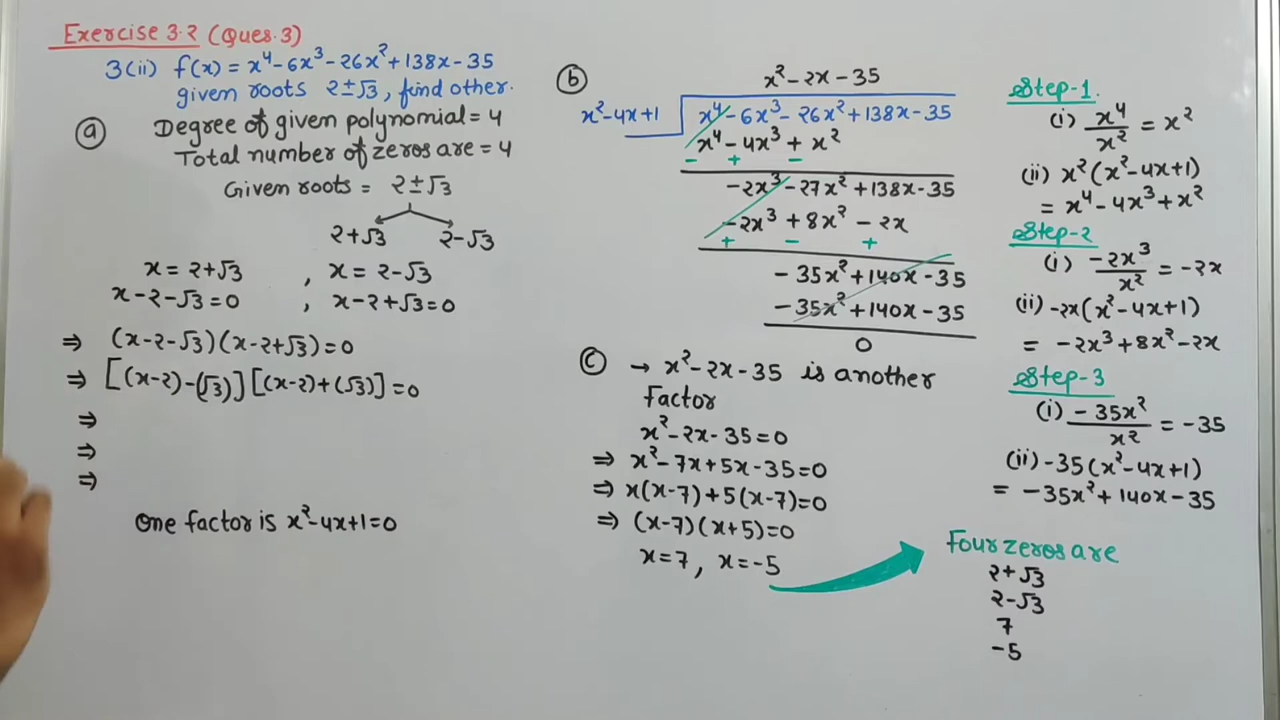 Exercise 3.2 (Ques.3)
3(ii) f(x) = x⁴ - 6x³ - 26x² + 138x - 35
given roots 2±√3, find other.
(a) Degree of given polynomial = 4
Total number of zeros are = 4
Given roots = 2±√3
2+√3 2-√3
x = 2+√3 , x = 2-√3
x-2-√3=0 , x-2+√3=0
⇒ (x-2-√3)(x-2+√3)=0
⇒ [(x-2)-(√3)][(x-2)+(√3)]=0
⇒
⇒
⇒
One factor is x²-4x+1=0
(b) x²-2x-35
x²-4x+1 x⁴-6x³-26x²+138x-35
x⁴-4x³+x²
- + -
-2x³-27x²+138x-35
-2x³+8x²-2x
+ - +
-35x²+140x-35
-35x²+140x-35
0
(c) → x²-2x-35 is another
Factor
x²-2x-35=0
⇒ x²-7x+5x-35=0
⇒ x(x-7)+5(x-7)=0
⇒ (x-7)(x+5)=0
x=7, x=-5
Step-1.
(i) x⁴/x² = x²
(ii) x²(x²-4x+1)
= x⁴-4x³+x²
Step-2
(i) -2x³/x² = -2x
(ii) -2x(x²-4x+1)
= -2x³+8x²-2x
Step-3
(i) -35x²/x² = -35
(ii) -35(x²-4x+1)
= -35x²+140x-35
Four zeros are
2+√3
2-√3
7
-5